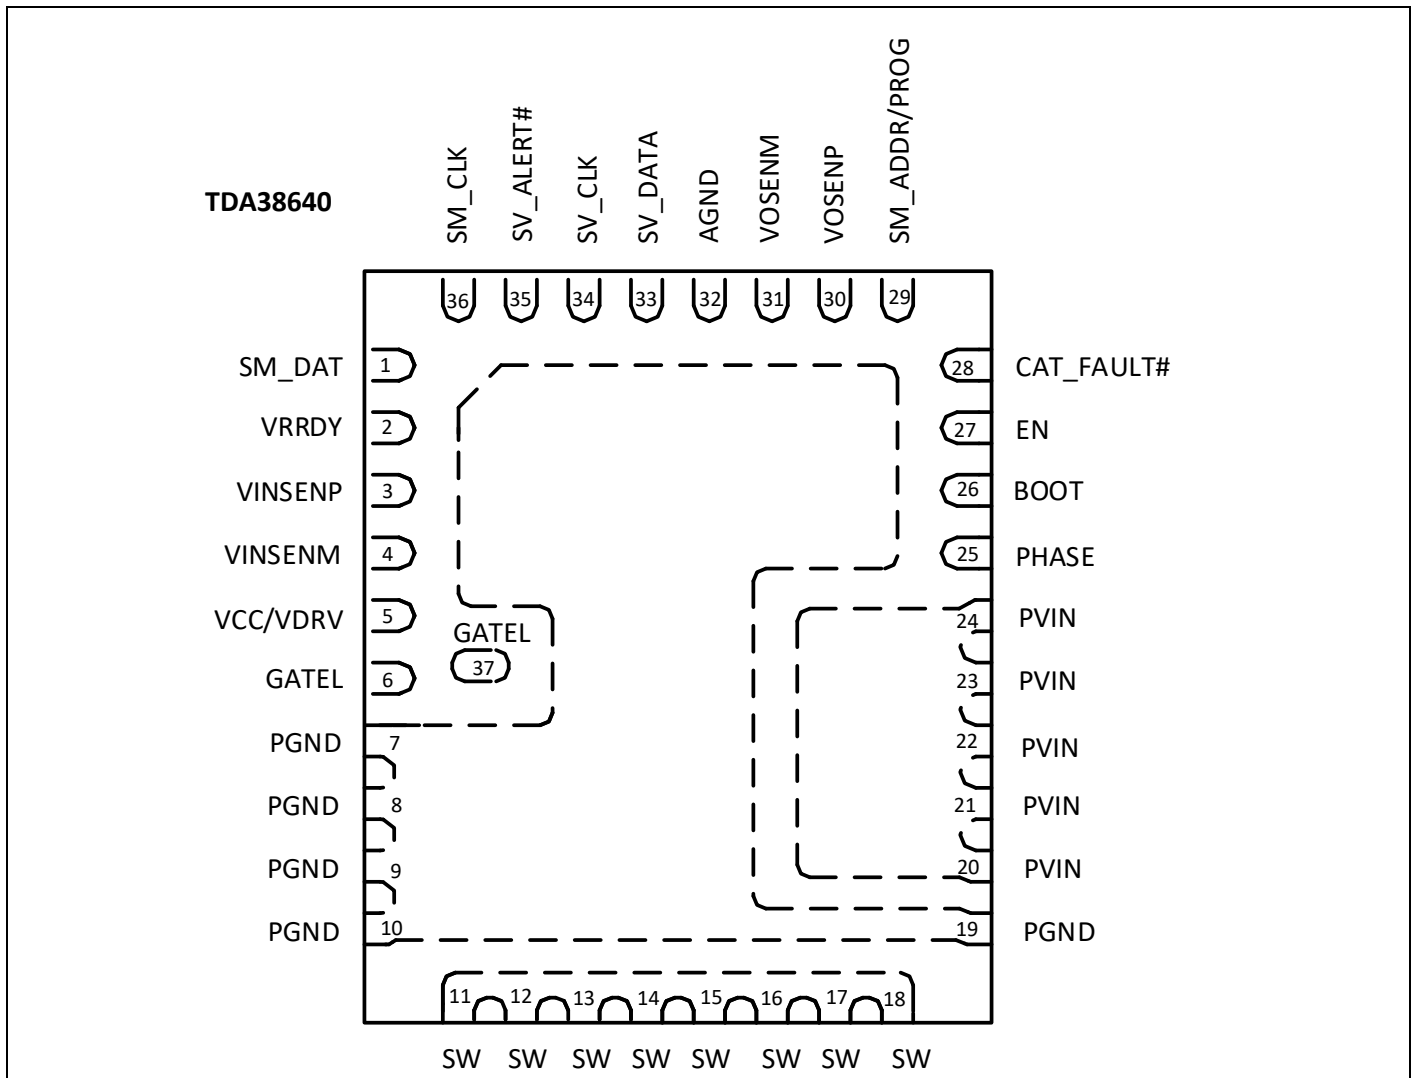 SM_CLK
SV_ALERT#
SV_CLK
SV_DATA
AGND
VOSENM
VOSENP
SM_ADDR/PROG
TDA38640
36 35 34 33 32 31 30 29
SM_DAT 1 28 CAT_FAULT#
VRRDY 2 27 EN
VINSENP 3 26 BOOT
VINSENM 4 25 PHASE
VCC/VDRV 5 24 PVIN
GATEL
37
GATEL 6 23 PVIN
PGND 7 22 PVIN
PGND 8 21 PVIN
PGND 9 20 PVIN
PGND 10 19 PGND
11 12 13 14 15 16 17 18
SW SW SW SW SW SW SW SW